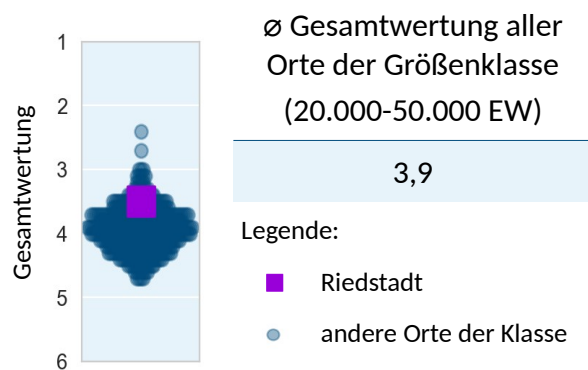 Gesamtwertung
1
2
3
4
5
6
⌀ Gesamtwertung aller
Orte der Größenklasse
(20.000-50.000 EW)
3,9
Legende:
Riedstadt
andere Orte der Klasse